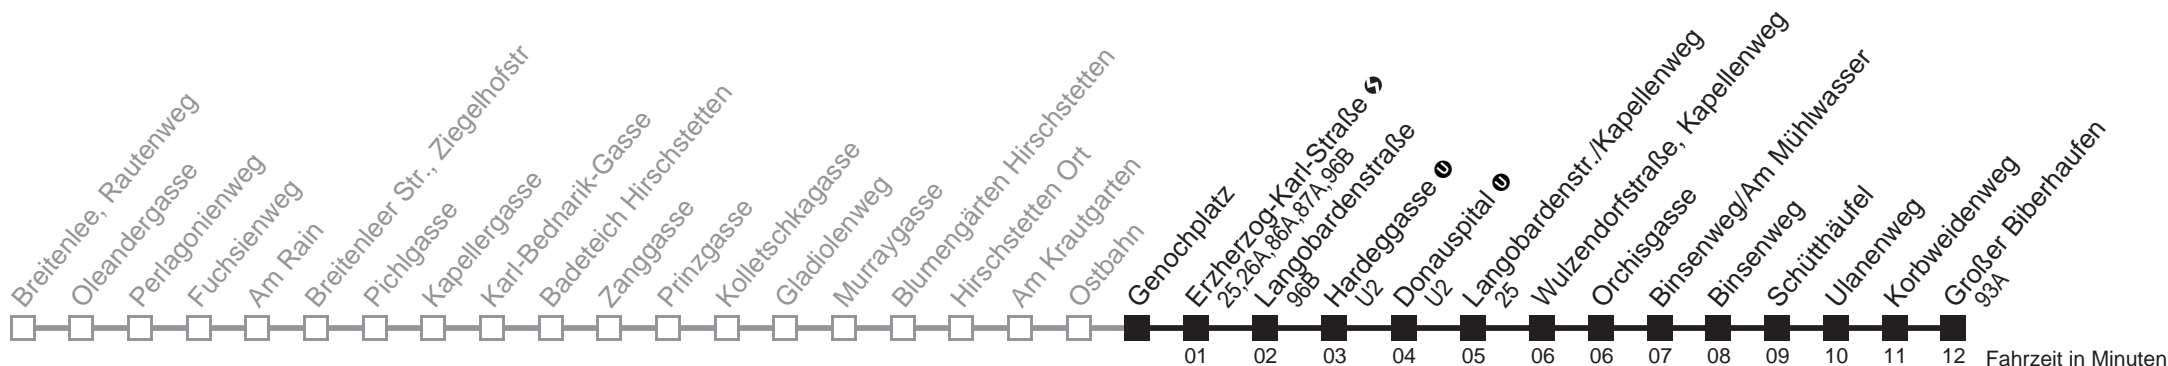 Breitenlee, Rautenweg
Oleandergasse
Perlagonienweg
Fuchsienweg
Am Rain
Breitenleer Str., Ziegelhofstr
Pichlgasse
Kapellergasse
Karl-Bednarik-Gasse
Badeteich Hirschstetten
Zanggasse
Prinzgasse
Kolletschkagasse
Gladiolenweg
Murraygasse
Blumengärten Hirschstetten
Hirschstetten Ort
Am Krautgarten
Ostbahn
Genochplatz
Erzherzog-Karl-Straße
25,26A,86A,87A,96B
Langobardenstraße
96B
Hardeggasse U
U2
Donauspital U
U2
Langobardenstr./Kapellenweg
25
Wulzendorfstraße, Kapellenweg
Orchisgasse
Binsenweg/Am Mühlwasser
Binsenweg
Schütthäufel
Ulanenweg
Korbweidenweg
Großer Biberhaufen
93A
01 02 03 04 05 06 06 07 08 09 10 11 12 Fahrzeit in Minuten